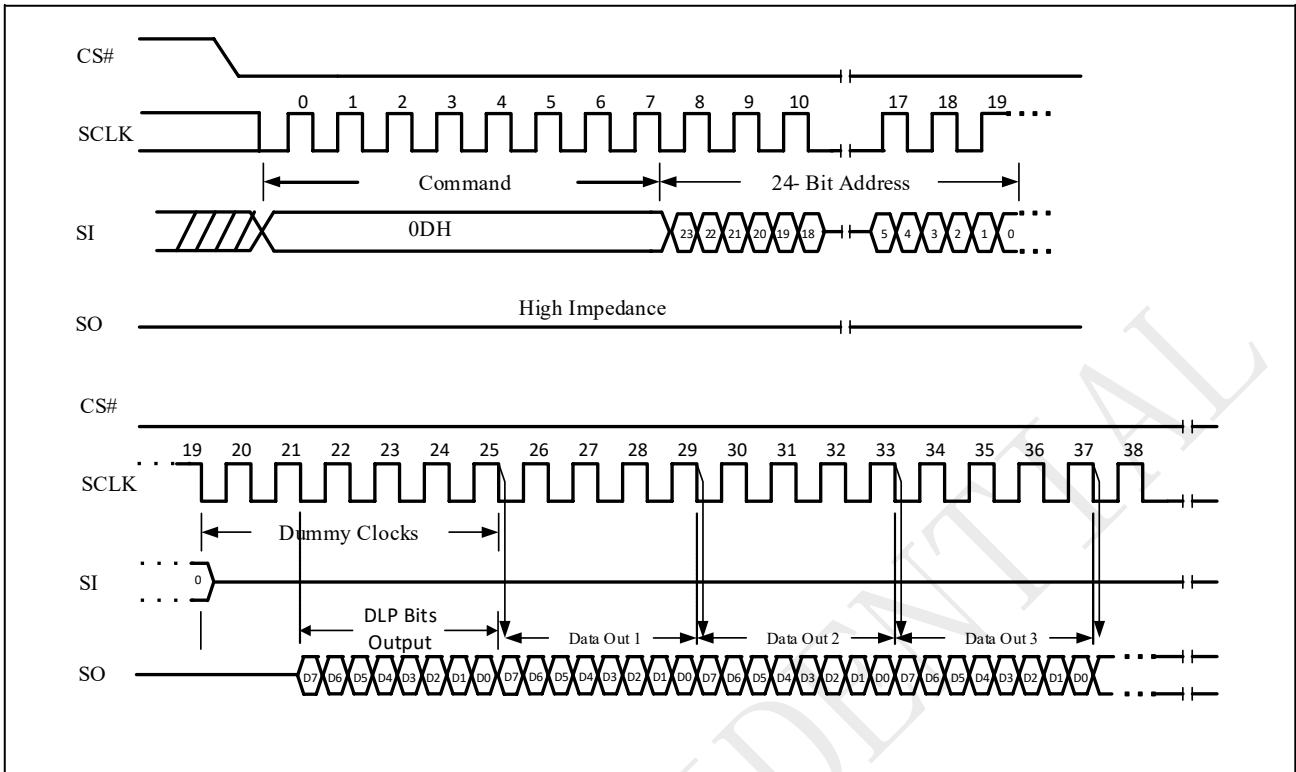 CS#
0 1 2 3 4 5 6 7 8 9 10 17 18 19
SCLK
Command 24- Bit Address
SI 0DH 23 22 21 20 19 18 5 4 3 2 1 0
High Impedance
SO
CS#
19 20 21 22 23 24 25 26 27 28 29 30 31 32 33 34 35 36 37 38
SCLK
Dummy Clocks
SI 0
DLP Bits
Output Data Out 1 Data Out 2 Data Out 3
SO D7 D6 D5 D4 D3 D2 D1 D0 D7 D6 D5 D4 D3 D2 D1 D0 D7 D6 D5 D4 D3 D2 D1 D0 D7 D6 D5 D4 D3 D2 D1 D0